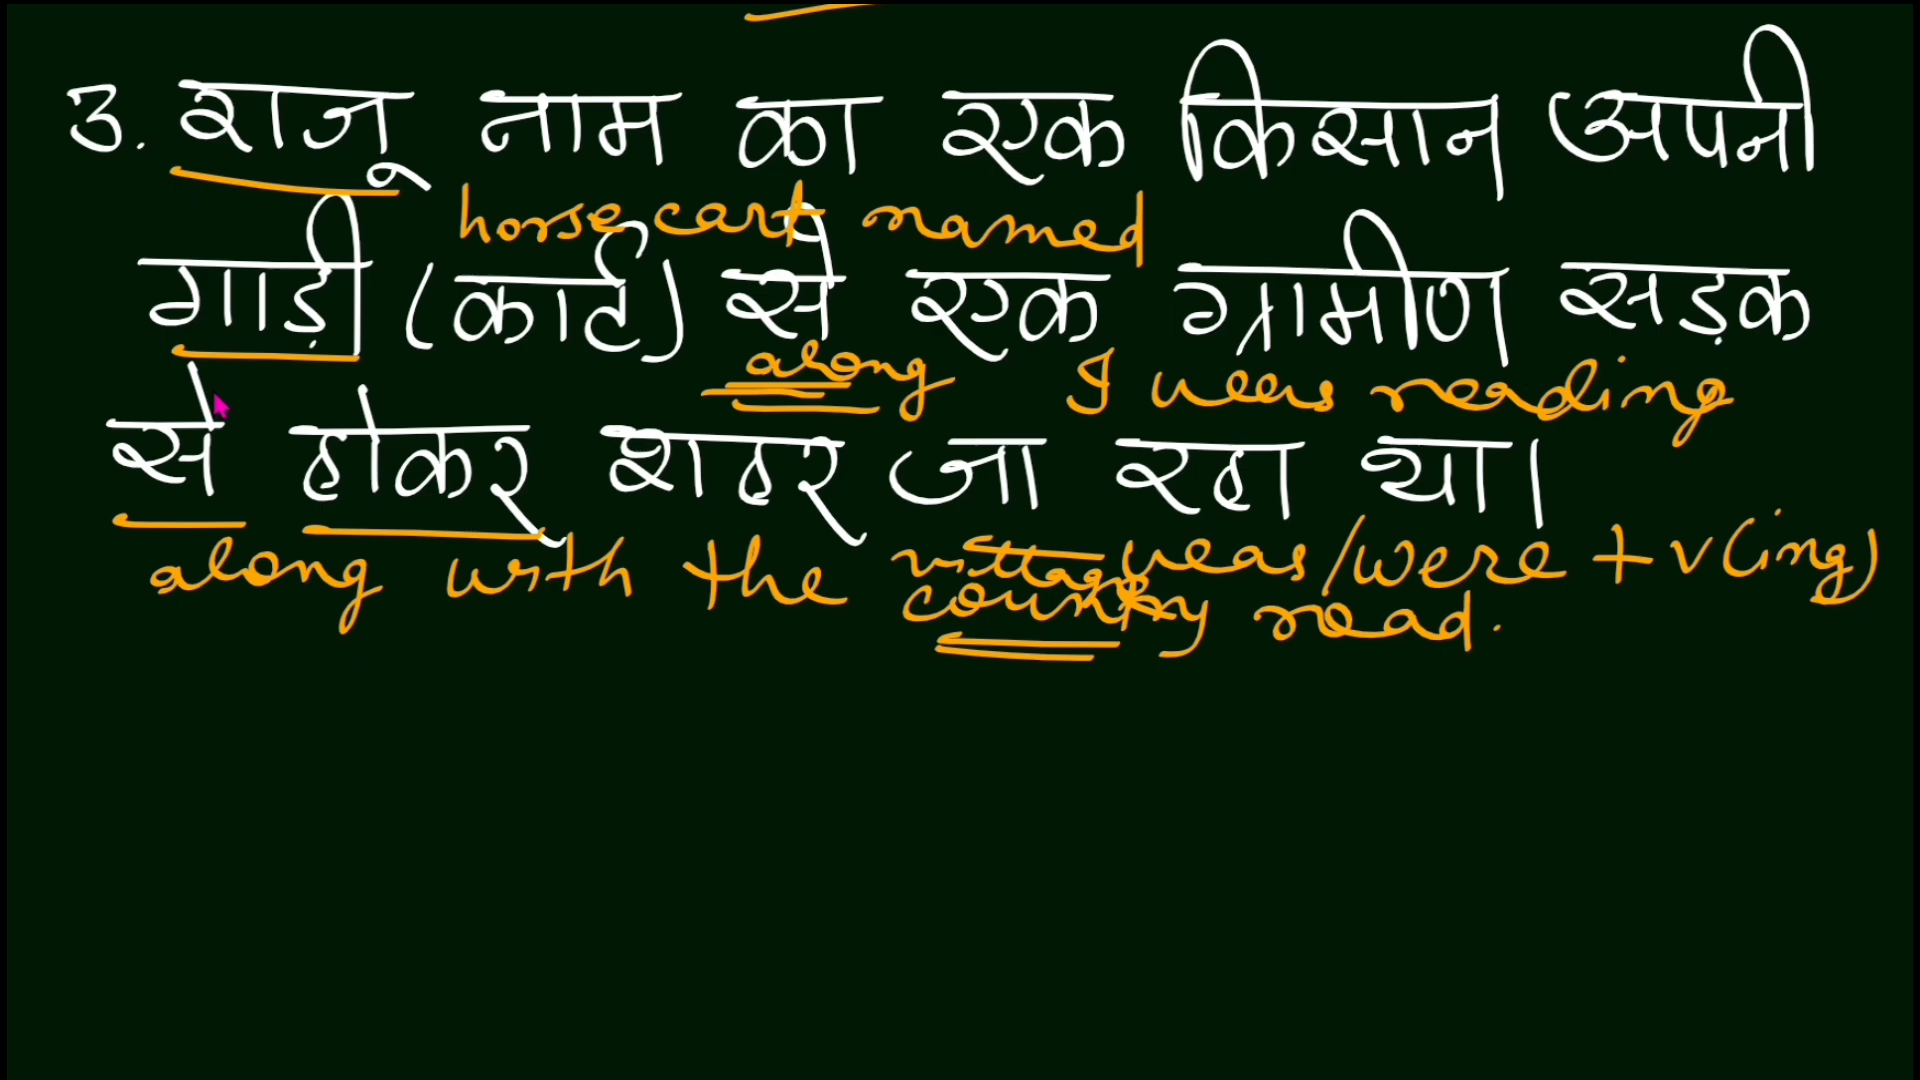 3. राजू नाम का एक किसान अपनी
horse cart named
गाड़ी (कार्ट) से एक ग्रामीण सड़क
along I was reading
से होकर शहर जा रहा था।
was/were + v(ing)
along with the village
country road.